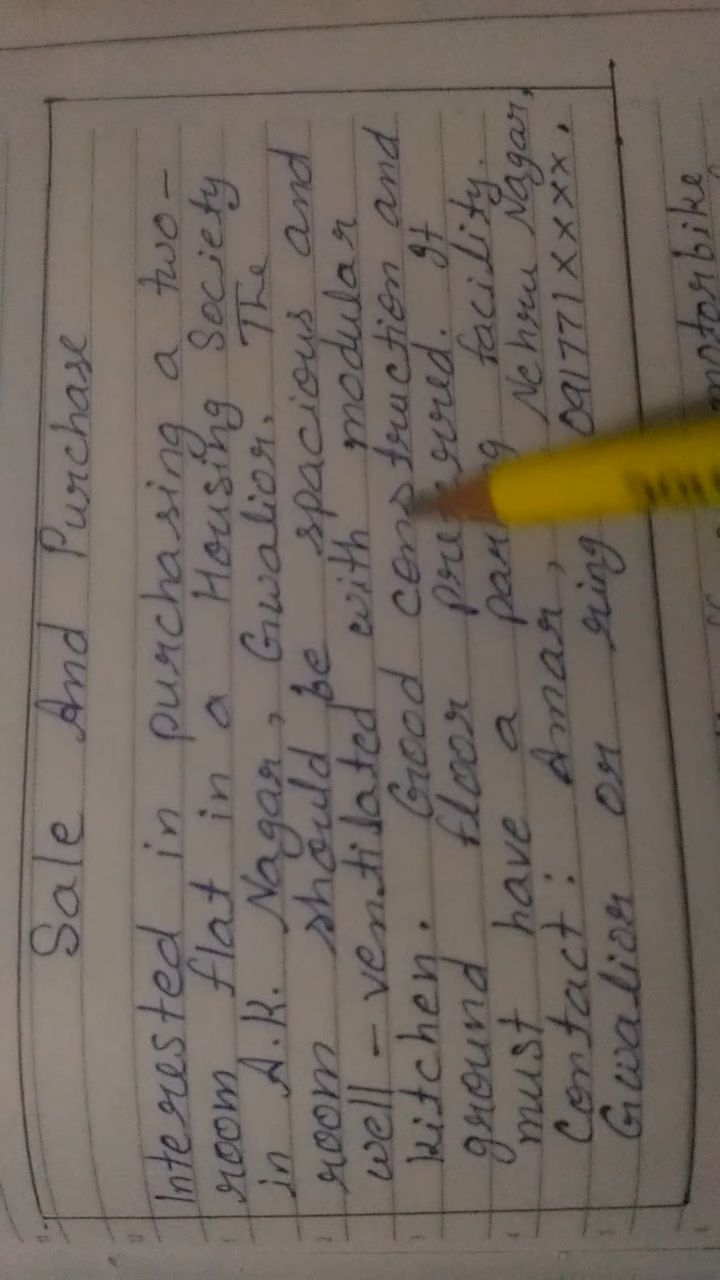 Sale And Purchase
Interested in purchasing a two-
room flat in a Housing Society
in A.K. Nagar, Gwalior. The
room should be spacious and
well-ventilated with modular
kitchen. Good construction and
ground floor preferred. It
must have a parking facility.
Contact: Amar, Nehru Nagar,
Gwalior or ring 091771xxxxx.
motorbike